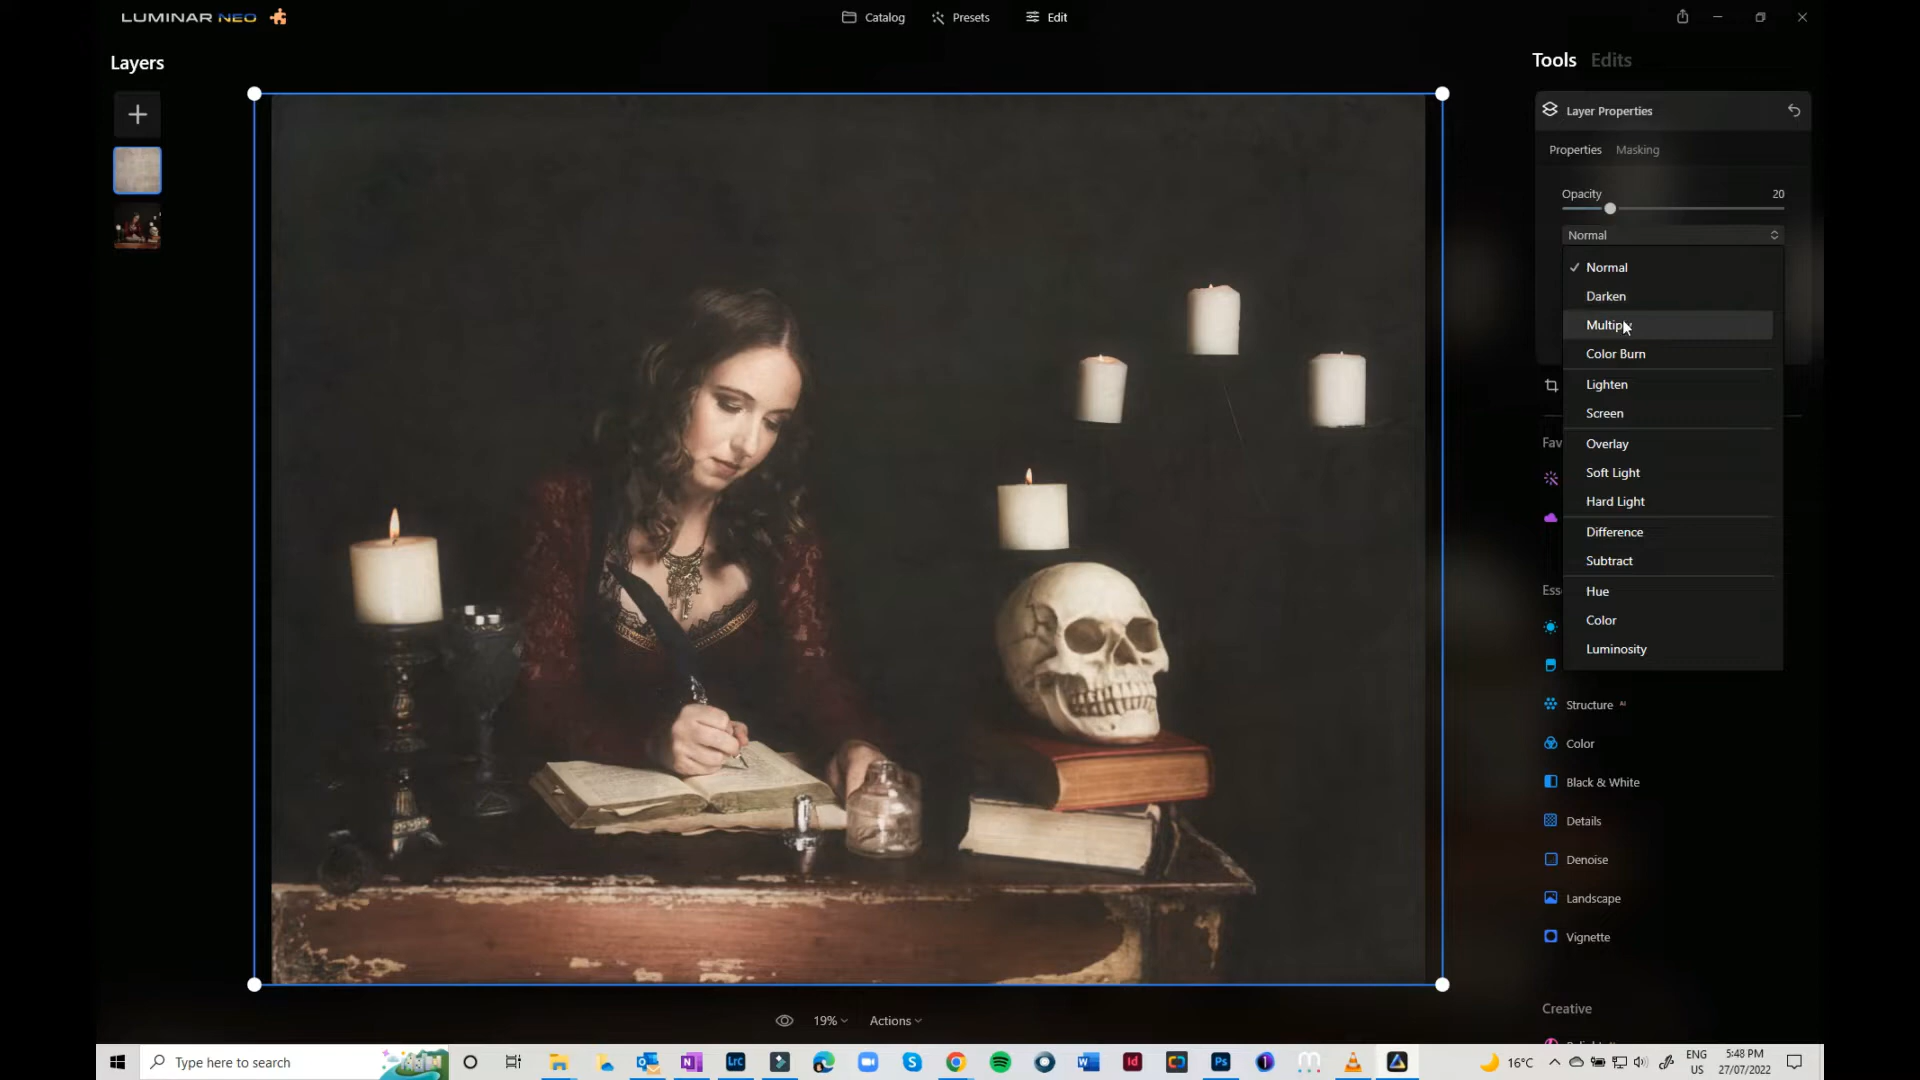 LUMINAR NEO
Catalog
Presets
Edit
Layers
Tools Edits
Layer Properties
Properties Masking
Opacity 20
Normal
Normal
Darken
Multiply
Color Burn
Lighten
Screen
Fav
Overlay
Soft Light
Hard Light
Difference
Subtract
Ess
Hue
Color
Luminosity
Structure AI
Color
Black & White
Details
Denoise
Landscape
Vignette
Creative
19%
Actions
Type here to search
16°C
ENG
US
5:48 PM
27/07/2022